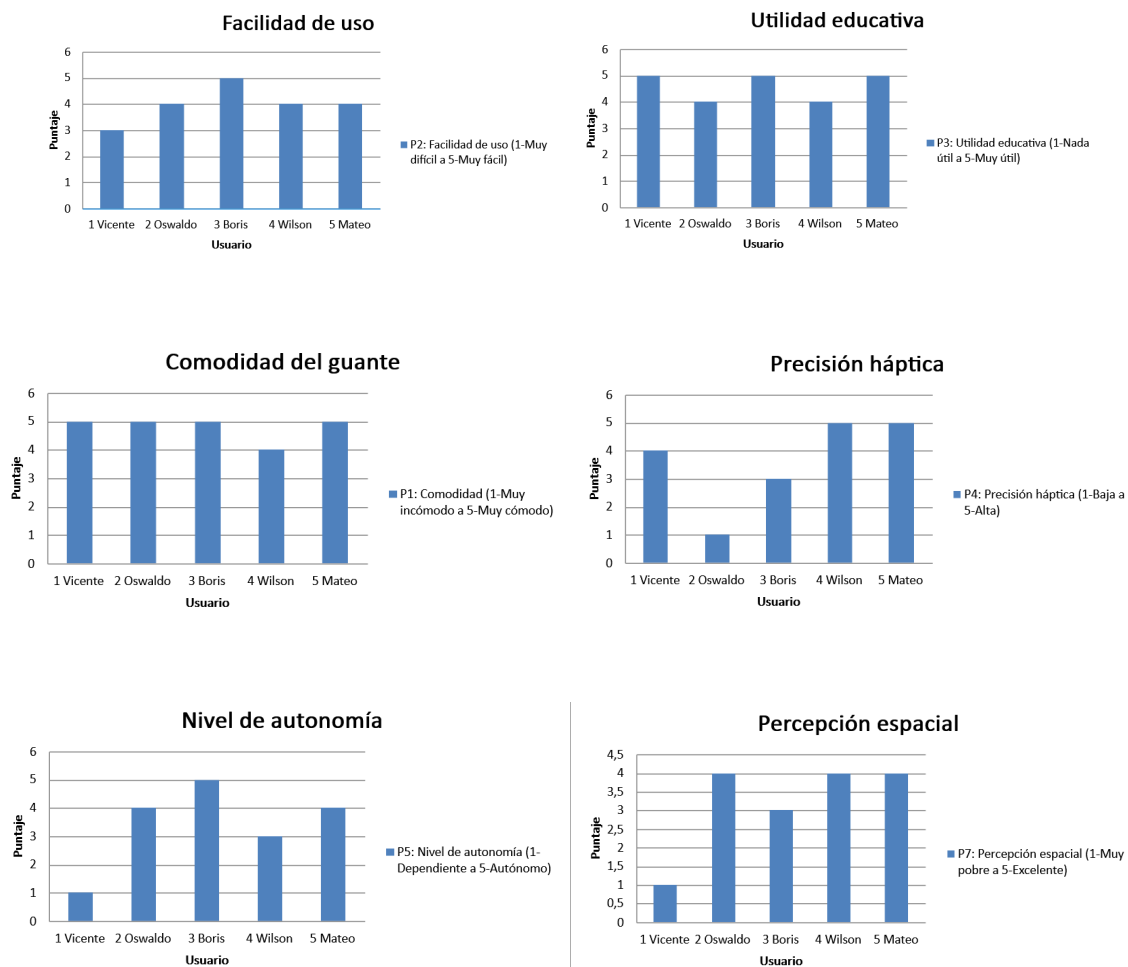 Facilidad de uso
6
5
4
3
2
1
0
Puntaje
1 Vicente 2 Oswaldo 3 Boris 4 Wilson 5 Mateo
Usuario
P2: Facilidad de uso (1-Muy
difícil a 5-Muy fácil)
Utilidad educativa
6
5
4
3
2
1
0
Puntaje
1 Vicente 2 Oswaldo 3 Boris 4 Wilson 5 Mateo
Usuario
P3: Utilidad educativa (1-Nada
útil a 5-Muy útil)
Comodidad del guante
6
5
4
3
2
1
0
Puntaje
1 Vicente 2 Oswaldo 3 Boris 4 Wilson 5 Mateo
Usuario
P1: Comodidad (1-Muy
incómodo a 5-Muy cómodo)
Precisión háptica
6
5
4
3
2
1
0
Puntaje
1 Vicente 2 Oswaldo 3 Boris 4 Wilson 5 Mateo
Usuario
P4: Precisión háptica (1-Baja a
5-Alta)
Nivel de autonomía
6
5
4
3
2
1
0
Puntaje
1 Vicente 2 Oswaldo 3 Boris 4 Wilson 5 Mateo
Usuario
P5: Nivel de autonomía (1-
Dependiente a 5-Autónomo)
Percepción espacial
4,5
4
3,5
3
2,5
2
1,5
1
0,5
0
Puntaje
1 Vicente 2 Oswaldo 3 Boris 4 Wilson 5 Mateo
Usuario
P7: Percepción espacial (1-Muy
pobre a 5-Excelente)